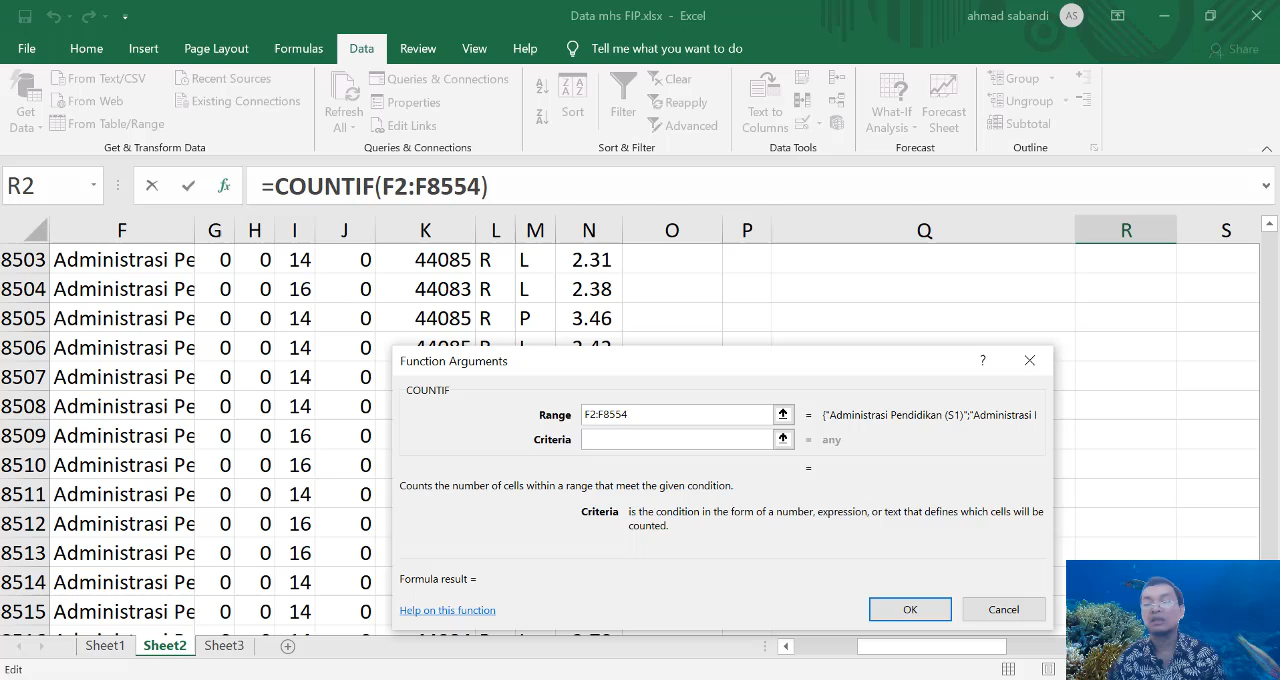 Data mhs FIP.xlsx - Excel
ahmad sabandi AS
File Home Insert Page Layout Formulas Data Review View Help Tell me what you want to do Share
Get Data
From Text/CSV
From Web
From Table/Range
Recent Sources
Existing Connections
Get & Transform Data
Refresh All
Queries & Connections
Properties
Edit Links
Queries & Connections
Sort
Filter
Clear
Reapply
Advanced
Sort & Filter
Text to Columns
Data Tools
What-If Analysis
Forecast Sheet
Forecast
Group
Ungroup
Subtotal
Outline
R2 fx =COUNTIF(F2:F8554)
F G H I J K L M N O P Q R S
8503 Administrasi Pe 0 0 14 0 44085 R L 2.31
8504 Administrasi Pe 0 0 16 0 44083 R L 2.38
8505 Administrasi Pe 0 0 14 0 44085 R P 3.46
8506 Administrasi Pe 0 0 14 0
8507 Administrasi Pe 0 0 14 0
8508 Administrasi Pe 0 0 14 0
8509 Administrasi Pe 0 0 16 0
8510 Administrasi Pe 0 0 16 0
8511 Administrasi Pe 0 0 14 0
8512 Administrasi Pe 0 0 16 0
8513 Administrasi Pe 0 0 16 0
8514 Administrasi Pe 0 0 14 0
8515 Administrasi Pe 0 0 14 0
Function Arguments ?
COUNTIF
Range F2:F8554 = {"Administrasi Pendidikan (S1)";"Administrasi
Criteria = any
=
Counts the number of cells within a range that meet the given condition.
Criteria is the condition in the form of a number, expression, or text that defines which cells will be
counted.
Formula result =
Help on this function
OK Cancel
Sheet1 Sheet2 Sheet3
Edit